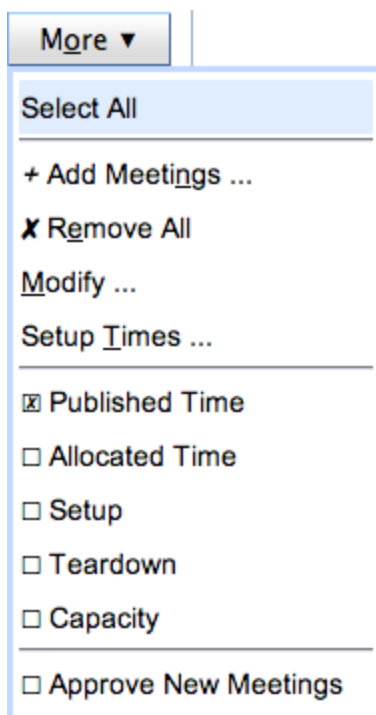 More ▼
Select All
+ Add Meetings ...
✗ Remove All
Modify ...
Setup Times ...
☒ Published Time
☐ Allocated Time
☐ Setup
☐ Teardown
☐ Capacity
☐ Approve New Meetings